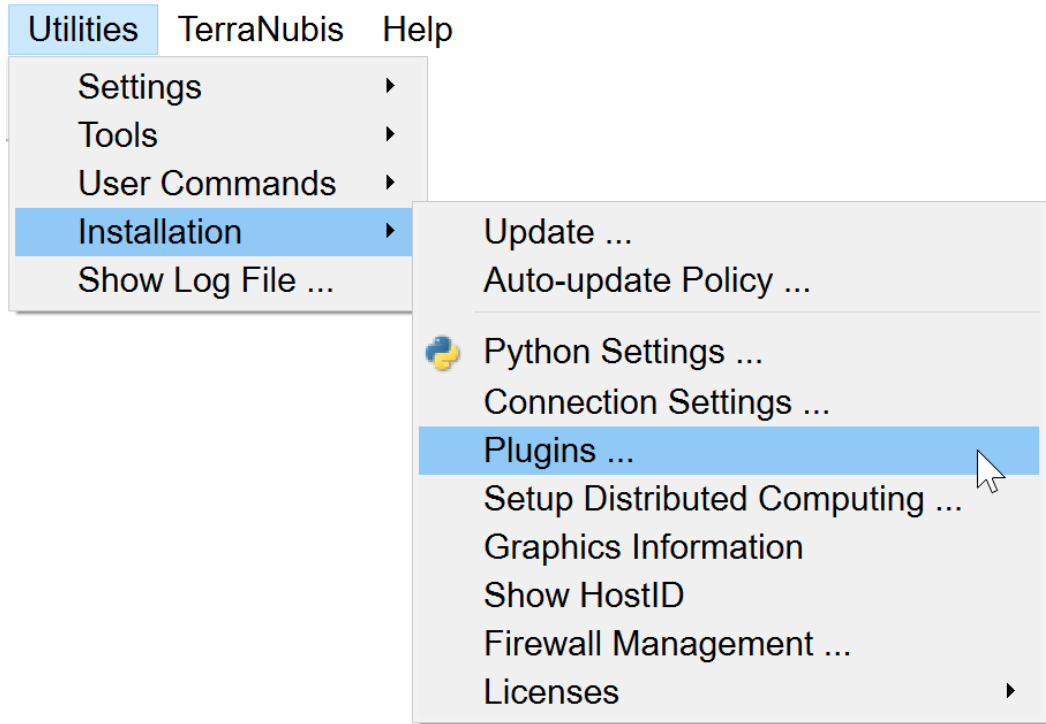 Utilities TerraNubis Help
Settings
Tools
User Commands
Installation
Show Log File ...
Update ...
Auto-update Policy ...
Python Settings ...
Connection Settings ...
Plugins ...
Setup Distributed Computing ...
Graphics Information
Show HostID
Firewall Management ...
Licenses